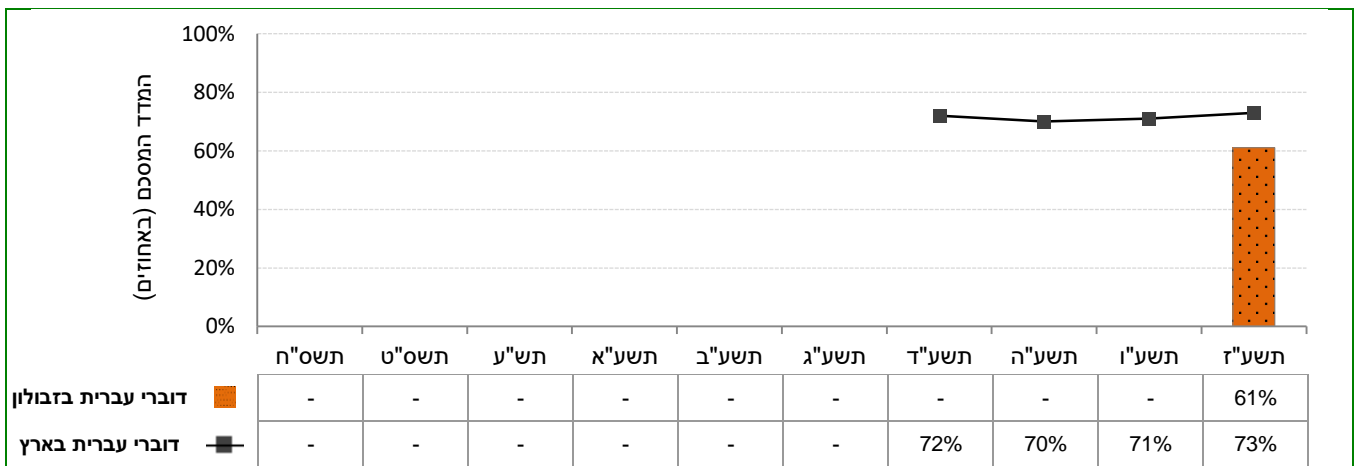 המדד המסכם (באחוזים)
100%
80%
60%
40%
20%
0%
תשס"ח תשס"ט תש"ע תשע"א תשע"ב תשע"ג תשע"ד תשע"ה תשע"ו תשע"ז
דוברי עברית בזבולון - - - - - - - - - 61%
דוברי עברית בארץ - - - - - - 72% 70% 71% 73%